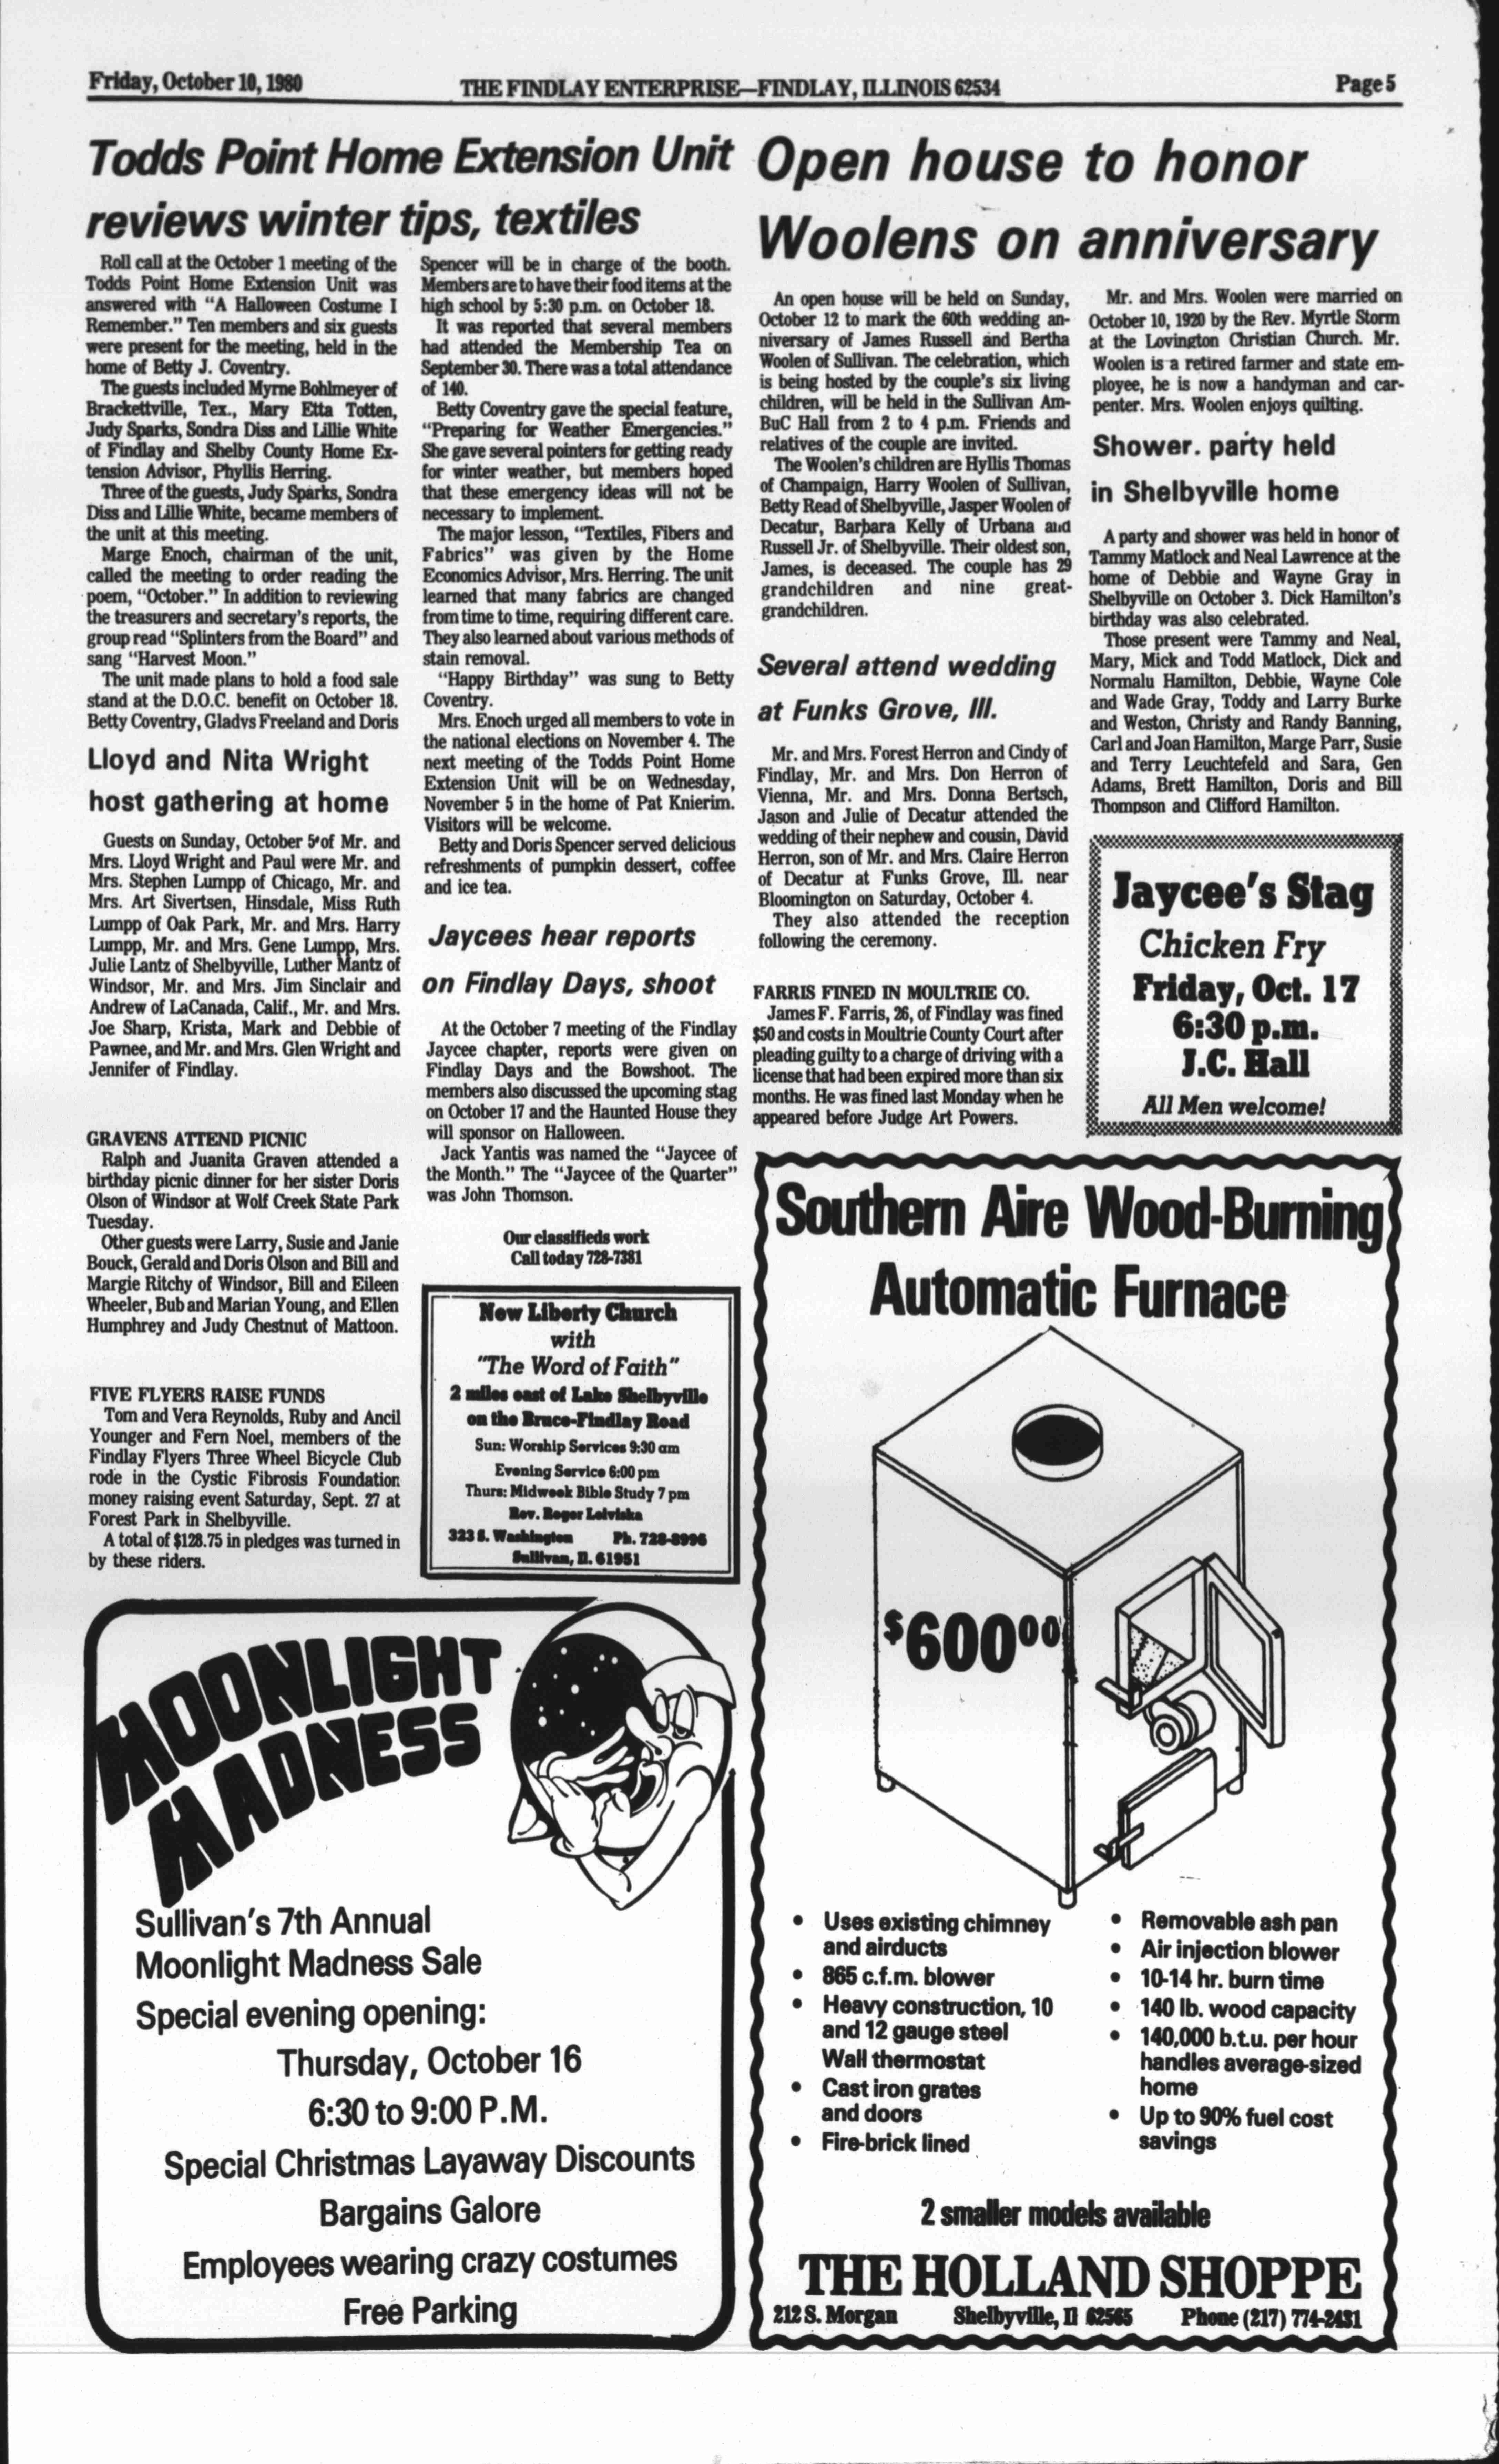 Friday, October 10, 1980
THE FINDLAY ENTERPRISE—FINDLAY, ILLINOIS 62534
Page 5
Todds Point Home Extension Unit
reviews winter tips, textiles
Roll call at the October 1 meeting of the
Todds Point Home Extension Unit was
answered with "A Halloween Costume I
Remember." Ten members and six guests
were present for the meeting, held in the
home of Betty J. Coventry.
The guests included Myrne Bohlmeyer of
Brackettville, Tex., Mary Etta Totten,
Judy Sparks, Sondra Diss and Lillie White
of Findlay and Shelby County Home Ex-
tension Advisor, Phyllis Herring.
Three of the guests, Judy Sparks, Sondra
Diss and Lillie White, became members of
the unit at this meeting.
Marge Enoch, chairman of the unit,
called the meeting to order reading the
poem, "October." In addition to reviewing
the treasurers and secretary's reports, the
group read "Splinters from the Board" and
sang "Harvest Moon."
The unit made plans to hold a food sale
stand at the D.O.C. benefit on October 18.
Betty Coventry, Gladys Freeland and Doris
Spencer will be in charge of the booth.
Members are to have their food items at the
high school by 5:30 p.m. on October 18.
It was reported that several members
had attended the Membership Tea on
September 30. There was a total attendance
of 140.
Betty Coventry gave the special feature,
"Preparing for Weather Emergencies."
She gave several pointers for getting ready
for winter weather, but members hoped
that these emergency ideas will not be
necessary to implement.
The major lesson, "Textiles, Fibers and
Fabrics" was given by the Home
Economics Advisor, Mrs. Herring. The unit
learned that many fabrics are changed
from time to time, requiring different care.
They also learned about various methods of
stain removal.
"Happy Birthday" was sung to Betty
Coventry.
Mrs. Enoch urged all members to vote in
the national elections on November 4. The
next meeting of the Todds Point Home
Extension Unit will be on Wednesday,
November 5 in the home of Pat Knierim.
Visitors will be welcome.
Betty and Doris Spencer served delicious
refreshments of pumpkin dessert, coffee
and ice tea.
Lloyd and Nita Wright
host gathering at home
Guests on Sunday, October 5 of Mr. and
Mrs. Lloyd Wright and Paul were Mr. and
Mrs. Stephen Lumpp of Chicago, Mr. and
Mrs. Art Sivertsen, Hinsdale, Miss Ruth
Lumpp of Oak Park, Mr. and Mrs. Harry
Lumpp, Mr. and Mrs. Gene Lumpp, Mrs.
Julie Lantz of Shelbyville, Luther Mantz of
Windsor, Mr. and Mrs. Jim Sinclair and
Andrew of LaCanada, Calif., Mr. and Mrs.
Joe Sharp, Krista, Mark and Debbie of
Pawnee, and Mr. and Mrs. Glen Wright and
Jennifer of Findlay.
GRAVENS ATTEND PICNIC
Ralph and Juanita Graven attended a
birthday picnic dinner for her sister Doris
Olson of Windsor at Wolf Creek State Park
Tuesday.
Other guests were Larry, Susie and Janie
Bouck, Gerald and Doris Olson and Bill and
Margie Ritchy of Windsor, Bill and Eileen
Wheeler, Bub and Marian Young, and Ellen
Humphrey and Judy Chestnut of Mattoon.
FIVE FLYERS RAISE FUNDS
Tom and Vera Reynolds, Ruby and Ancil
Younger and Fern Noel, members of the
Findlay Flyers Three Wheel Bicycle Club
rode in the Cystic Fibrosis Foundation
money raising event Saturday, Sept. 27 at
Forest Park in Shelbyville.
A total of $128.75 in pledges was turned in
by these riders.
Jaycees hear reports
on Findlay Days, shoot
At the October 7 meeting of the Findlay
Jaycee chapter, reports were given on
Findlay Days and the Bowshoot. The
members also discussed the upcoming stag
on October 17 and the Haunted House they
will sponsor on Halloween.
Jack Yantis was named the "Jaycee of
the Month." The "Jaycee of the Quarter"
was John Thomson.
Our classifieds work
Call today 728-7381
New Liberty Church
with
"The Word of Faith"
2 miles east of Lake Shelbyville
on the Bruce-Findlay Road
Sun: Worship Services 9:30 am
Evening Service 6:00 pm
Thurs: Midweek Bible Study 7 pm
Rev. Roger Leiviska
323 S. Washington Ph. 728-8996
Sullivan, Il. 61951
Open house to honor
Woolens on anniversary
An open house will be held on Sunday,
October 12 to mark the 60th wedding an-
niversary of James Russell and Bertha
Woolen of Sullivan. The celebration, which
is being hosted by the couple's six living
children, will be held in the Sullivan Am-
BuC Hall from 2 to 4 p.m. Friends and
relatives of the couple are invited.
The Woolen's children are Hyllis Thomas
of Champaign, Harry Woolen of Sullivan,
Betty Read of Shelbyville, Jasper Woolen of
Decatur, Barbara Kelly of Urbana and
Russell Jr. of Shelbyville. Their oldest son,
James, is deceased. The couple has 29
grandchildren and nine great-
grandchildren.
Mr. and Mrs. Woolen were married on
October 10, 1920 by the Rev. Myrtle Storm
at the Lovington Christian Church. Mr.
Woolen is a retired farmer and state em-
ployee, he is now a handyman and car-
penter. Mrs. Woolen enjoys quilting.
Several attend wedding
at Funks Grove, Ill.
Mr. and Mrs. Forest Herron and Cindy of
Findlay, Mr. and Mrs. Don Herron of
Vienna, Mr. and Mrs. Donna Bertsch,
Jason and Julie of Decatur attended the
wedding of their nephew and cousin, David
Herron, son of Mr. and Mrs. Claire Herron
of Decatur at Funks Grove, Ill. near
Bloomington on Saturday, October 4.
They also attended the reception
following the ceremony.
FARRIS FINED IN MOULTRIE CO.
James F. Farris, 26, of Findlay was fined
$50 and costs in Moultrie County Court after
pleading guilty to a charge of driving with a
license that had been expired more than six
months. He was fined last Monday when he
appeared before Judge Art Powers.
Shower. party held
in Shelbyville home
A party and shower was held in honor of
Tammy Matlock and Neal Lawrence at the
home of Debbie and Wayne Gray in
Shelbyville on October 3. Dick Hamilton's
birthday was also celebrated.
Those present were Tammy and Neal,
Mary, Mick and Todd Matlock, Dick and
Normalu Hamilton, Debbie, Wayne Cole
and Wade Gray, Toddy and Larry Burke
and Weston, Christy and Randy Banning,
Carl and Joan Hamilton, Marge Parr, Susie
and Terry Leuchtefeld and Sara, Gen
Adams, Brett Hamilton, Doris and Bill
Thompson and Clifford Hamilton.
Jaycee's Stag
Chicken Fry
Friday, Oct. 17
6:30 p.m.
J.C. Hall
All Men welcome!
MOONLIGHT
MADNESS
Sullivan's 7th Annual
Moonlight Madness Sale
Special evening opening:
Thursday, October 16
6:30 to 9:00 P.M.
Special Christmas Layaway Discounts
Bargains Galore
Employees wearing crazy costumes
Free Parking
Southern Aire Wood-Burning
Automatic Furnace
$600⁰⁰
• Uses existing chimney
and airducts
• 865 c.f.m. blower
• Heavy construction, 10
and 12 gauge steel
Wall thermostat
• Cast iron grates
and doors
• Fire-brick lined
• Removable ash pan
• Air injection blower
• 10-14 hr. burn time
• 140 lb. wood capacity
• 140,000 b.t.u. per hour
handles average-sized
home
• Up to 90% fuel cost
savings
2 smaller models available
THE HOLLAND SHOPPE
212 S. Morgan Shelbyville, Il 62565 Phone (217) 774-2431